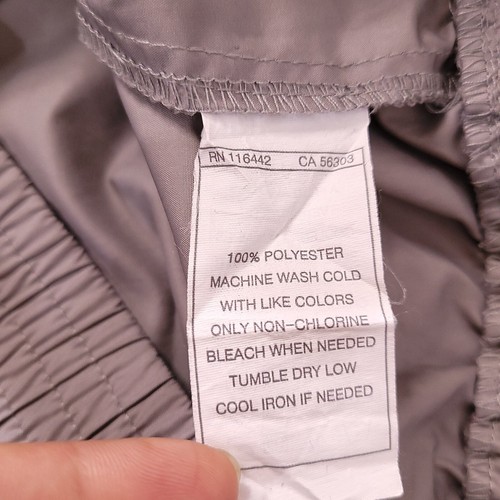 RN 116442 CA 56303
100% POLYESTER
MACHINE WASH COLD
WITH LIKE COLORS
ONLY NON-CHLORINE
BLEACH WHEN NEEDED
TUMBLE DRY LOW
COOL IRON IF NEEDED